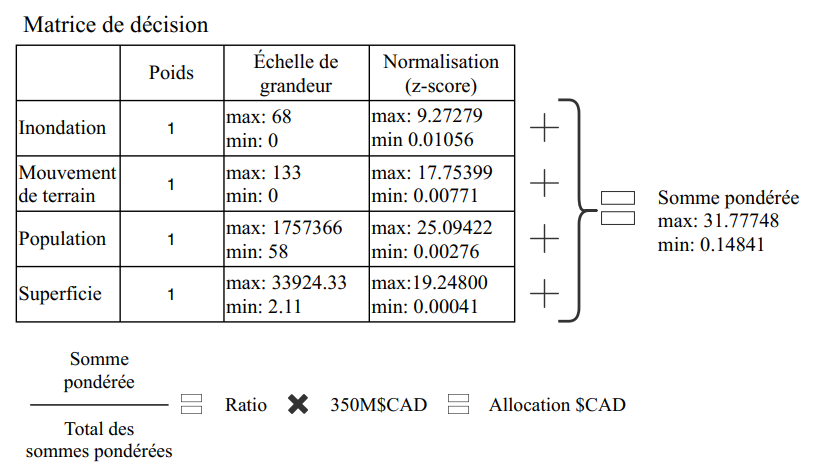 Matrice de décision
Poids
Échelle de
grandeur
Normalisation
(z-score)
Inondation
1
max: 68
min: 0
max: 9.27279
min 0.01056
Mouvement
de terrain
1
max: 133
min: 0
max: 17.75399
min: 0.00771
Population
1
max: 1757366
min: 58
max: 25.09422
min: 0.00276
Superficie
1
max: 33924.33
min: 2.11
max:19.24800
min: 0.00041
Somme pondérée
max: 31.77748
min: 0.14841
Somme
pondérée
Total des
sommes pondérées
Ratio
350M$CAD
Allocation $CAD